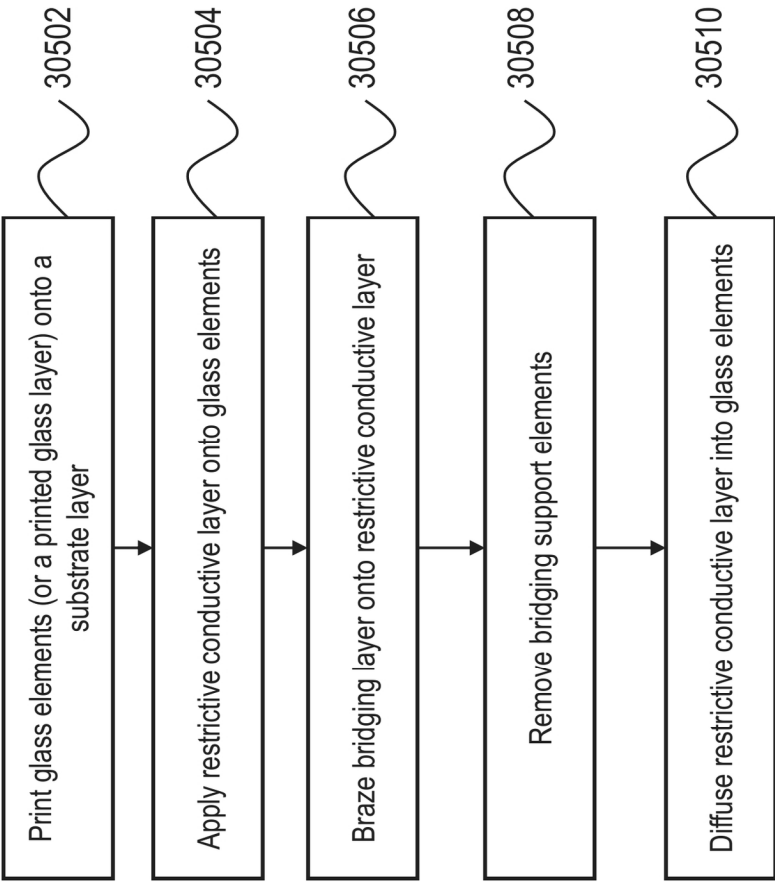 Print glass elements (or a printed glass layer) onto a
substrate layer
30502
Apply restrictive conductive layer onto glass elements
30504
Braze bridging layer onto restrictive conductive layer
30506
Remove bridging support elements
30508
Diffuse restrictive conductive layer into glass elements
30510